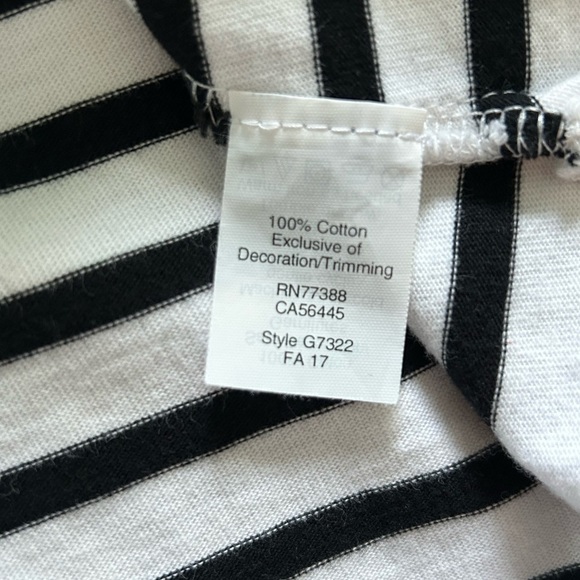 100% Cotton
Exclusive of
Decoration/Trimming
RN77388
CA56445
Style G7322
FA 17